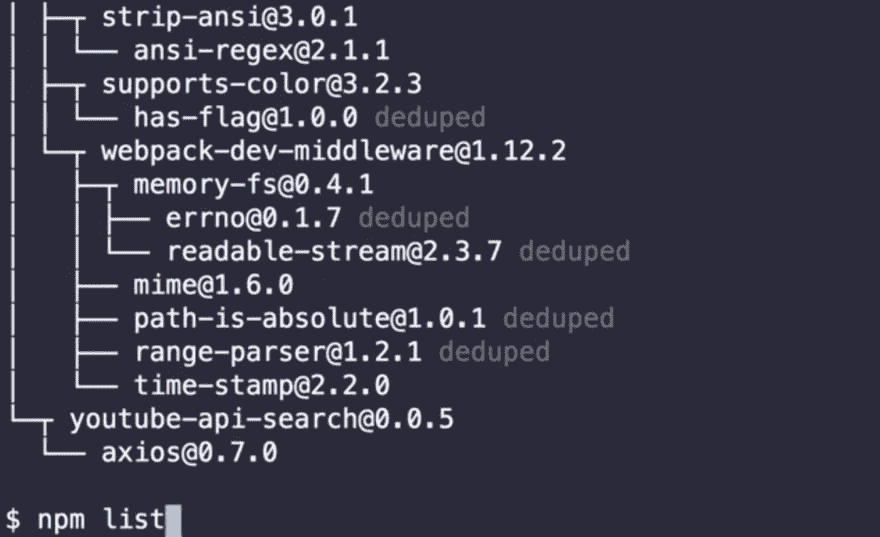 │ ├─┬ strip-ansi@3.0.1
│ │ └── ansi-regex@2.1.1
│ ├─┬ supports-color@3.2.3
│ │ └── has-flag@1.0.0 deduped
│ └─┬ webpack-dev-middleware@1.12.2
│   ├─┬ memory-fs@0.4.1
│   │ ├── errno@0.1.7 deduped
│   │ └── readable-stream@2.3.7 deduped
│   ├── mime@1.6.0
│   ├── path-is-absolute@1.0.1 deduped
│   ├── range-parser@1.2.1 deduped
│   └── time-stamp@2.2.0
└─┬ youtube-api-search@0.0.5
  └── axios@0.7.0
$ npm list